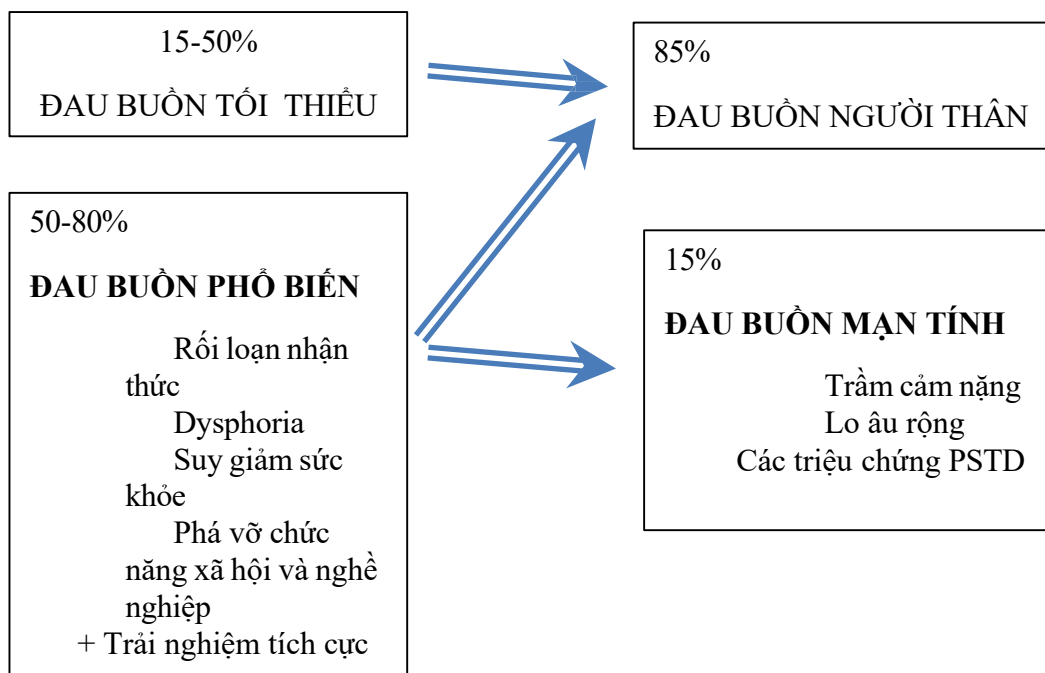 15-50%
ĐAU BUỒN TỐI THIỂU
85%
ĐAU BUỒN NGƯỜI THÂN
50-80%
ĐAU BUỒN PHỔ BIẾN
Rối loạn nhận
thức
Dysphoria
Suy giảm sức
khỏe
Phá vỡ chức
năng xã hội và nghề
nghiệp
+ Trải nghiệm tích cực
15%
ĐAU BUỒN MẠN TÍNH
Trầm cảm nặng
Lo âu rộng
Các triệu chứng PSTD